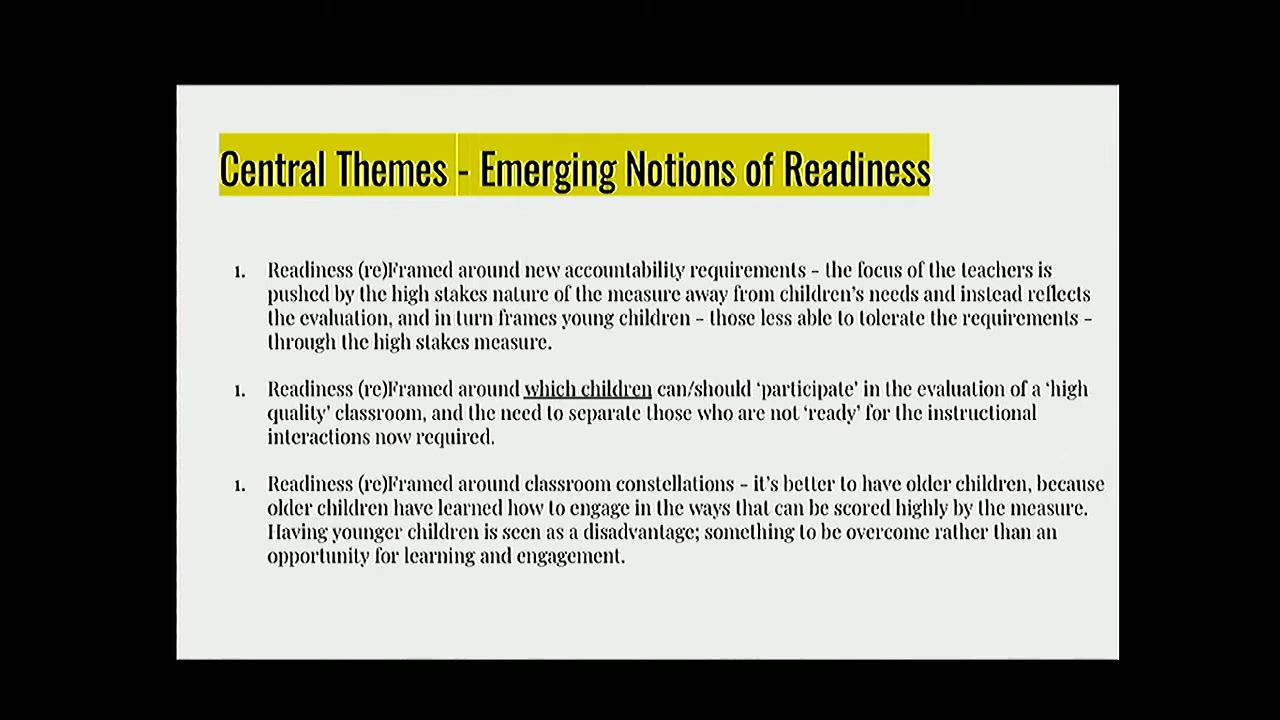 Central Themes - Emerging Notions of Readiness
1. Readiness (re)Framed around new accountability requirements - the focus of the teachers is
pushed by the high stakes nature of the measure away from children's needs and instead reflects
the evaluation, and in turn frames young children - those less able to tolerate the requirements -
through the high stakes measure.
1. Readiness (re)Framed around which children can/should ‘participate’ in the evaluation of a ‘high
quality' classroom, and the need to separate those who are not ‘ready’ for the instructional
interactions now required.
1. Readiness (re)Framed around classroom constellations - it's better to have older children, because
older children have learned how to engage in the ways that can be scored highly by the measure.
Having younger children is seen as a disadvantage; something to be overcome rather than an
opportunity for learning and engagement.